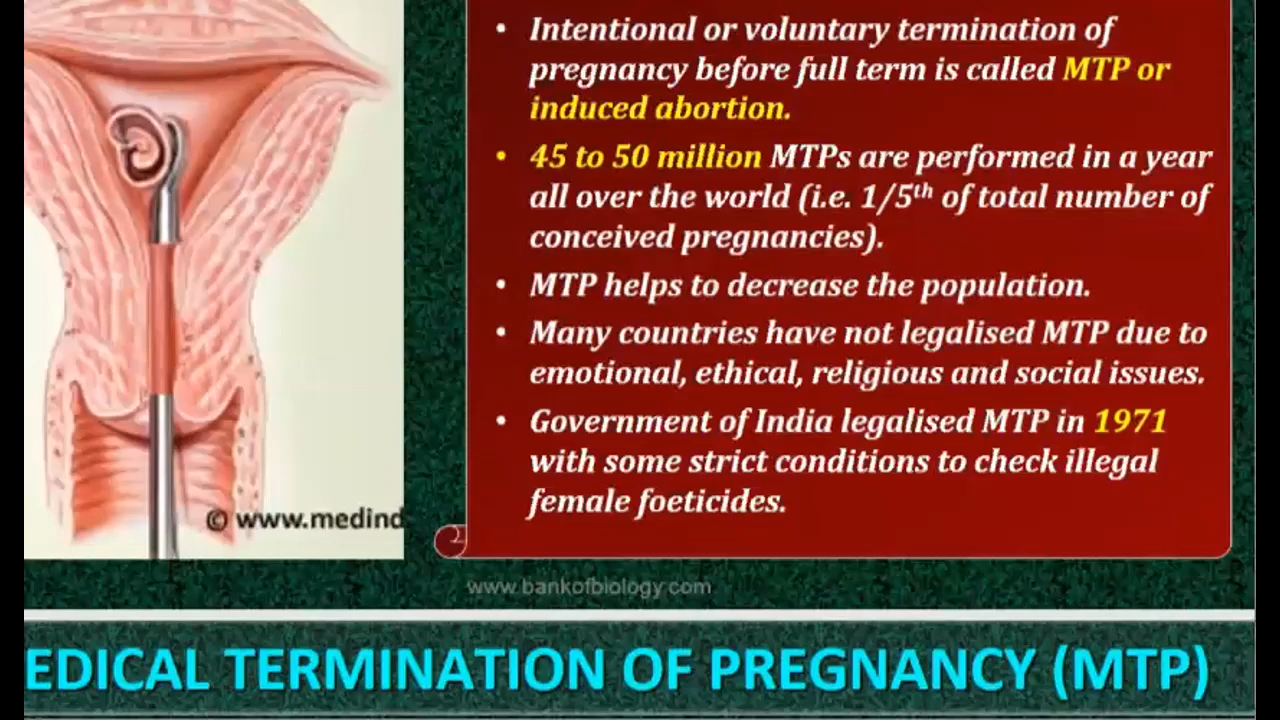 • Intentional or voluntary termination of
pregnancy before full term is called MTP or
induced abortion.
• 45 to 50 million MTPs are performed in a year
all over the world (i.e. 1/5th of total number of
conceived pregnancies).
• MTP helps to decrease the population.
• Many countries have not legalised MTP due to
emotional, ethical, religious and social issues.
• Government of India legalised MTP in 1971
with some strict conditions to check illegal
female foeticides.
© www.medind
www.bankofbiology.com
EDICAL TERMINATION OF PREGNANCY (MTP)